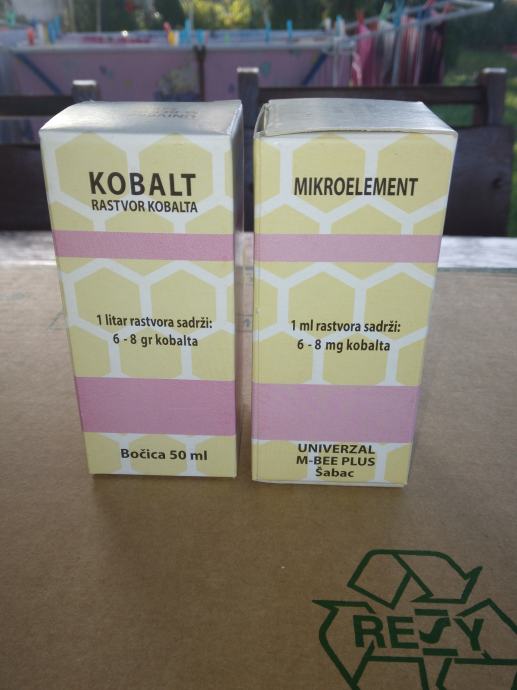 KOBALT
RASTVOR KOBALTA
1 litar rastvora sadrži:
6 - 8 gr kobalta
Bočica 50 ml
MIKROELEMENT
1 ml rastvora sadrži:
6 - 8 mg kobalta
UNIVERZAL
M-BEE PLUS
Šabac
RESY